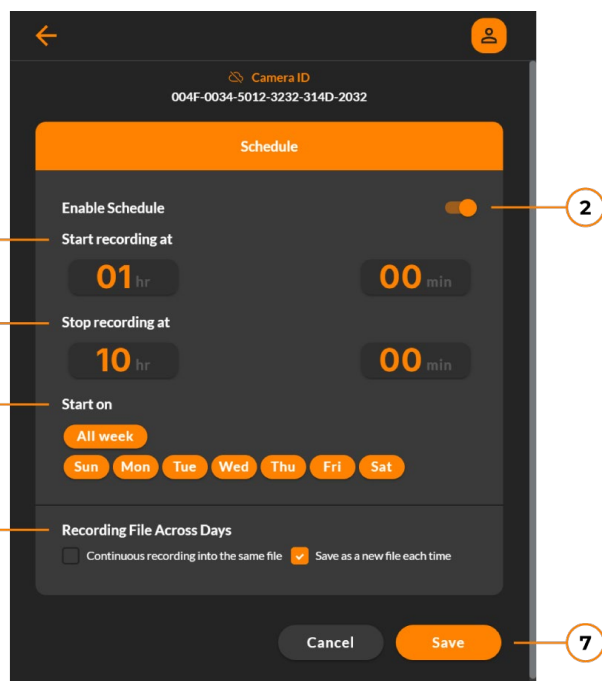 Camera ID
004F-0034-5012-3232-314D-2032
Schedule
Enable Schedule
2
Start recording at
01 hr 00 min
Stop recording at
10 hr 00 min
Start on
All week
Sun Mon Tue Wed Thu Fri Sat
Recording File Across Days
Continuous recording into the same file Save as a new file each time
Cancel Save
7